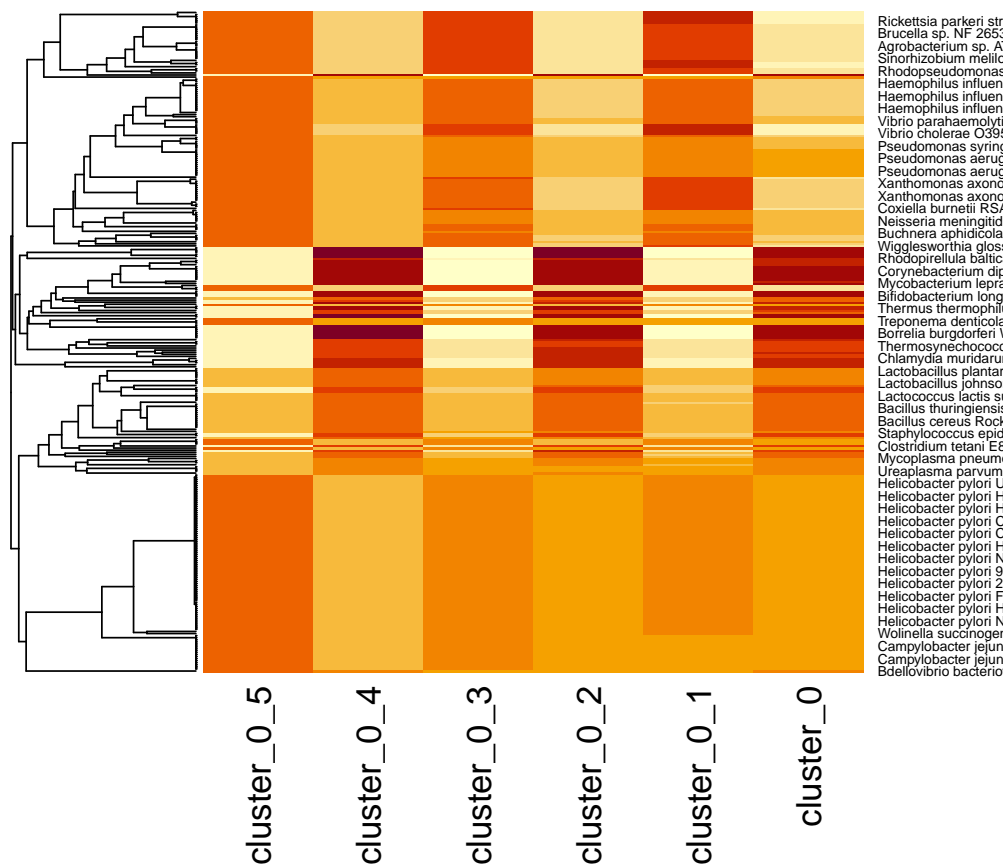 Rickettsia parkeri str
Brucella sp. NF 2653
Agrobacterium sp. AT
Sinorhizobium melilo
Rhodopseudomonas
Haemophilus influen
Haemophilus influen
Haemophilus influen
Vibrio parahaemolyti
Vibrio cholerae O395
Pseudomonas syring
Pseudomonas aerug
Pseudomonas aerug
Xanthomonas axono
Xanthomonas axono
Coxiella burnetii RSA
Neisseria meningitid
Buchnera aphidicola
Wigglesworthia gloss
Rhodopirellula baltic
Corynebacterium dip
Mycobacterium lepra
Bifidobacterium long
Thermus thermophilu
Treponema denticola
Borrelia burgdorferi
Thermosynechococc
Chlamydia muridaru
Lactobacillus plantar
Lactobacillus johnso
Lactococcus lactis su
Bacillus thuringiensis
Bacillus cereus Rock
Staphylococcus epid
Clostridium tetani E8
Mycoplasma pneumo
Ureaplasma parvum
Helicobacter pylori U
Helicobacter pylori H
Helicobacter pylori H
Helicobacter pylori C
Helicobacter pylori C
Helicobacter pylori H
Helicobacter pylori N
Helicobacter pylori 9
Helicobacter pylori 2
Helicobacter pylori F
Helicobacter pylori H
Helicobacter pylori N
Wolinella succinogen
Campylobacter jejun
Campylobacter jejun
Bdellovibrio bacteriov
cluster_0_5
cluster_0_4
cluster_0_3
cluster_0_2
cluster_0_1
cluster_0